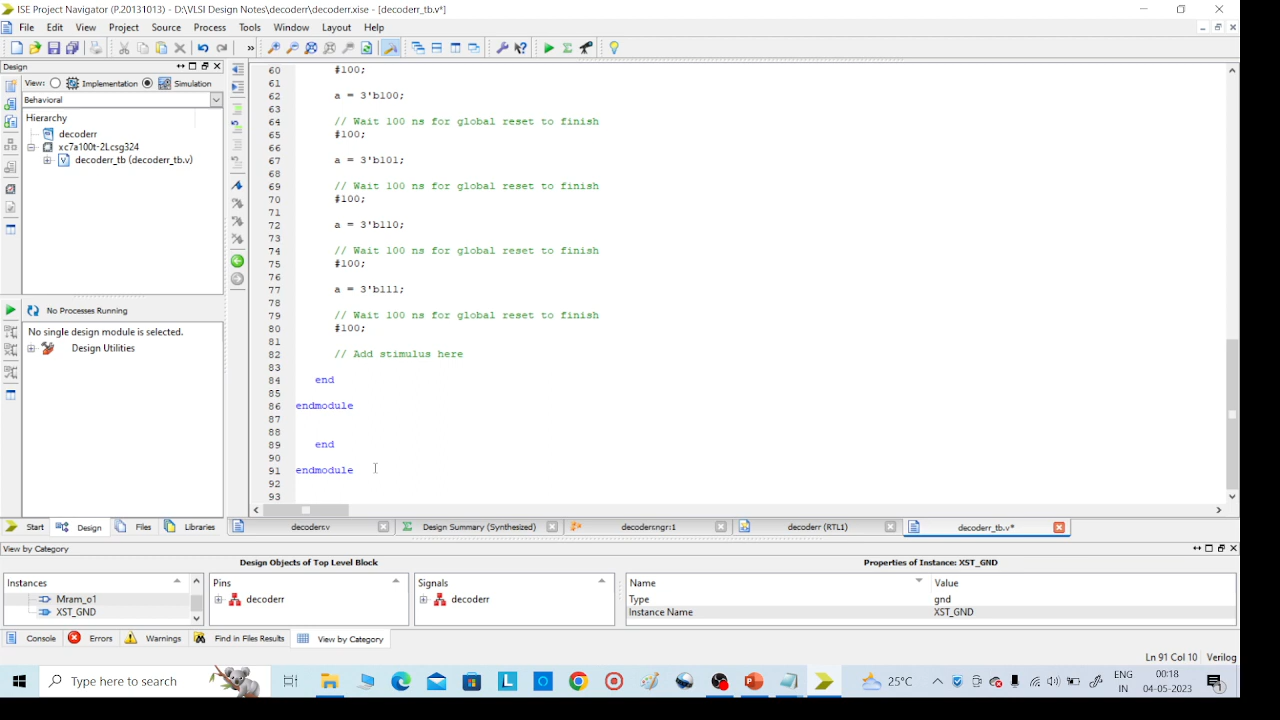 ISE Project Navigator (P.20131013) - D:\VLSI Design Notes\decoderr\decoderr.xise - [decoderr_tb.v*]
File Edit View Project Source Process Tools Window Layout Help
Design
View: Implementation Simulation
Behavioral
Hierarchy
decoderr
xc7a100t-2Lcsg324
decoderr_tb (decoderr_tb.v)
No Processes Running
No single design module is selected.
Design Utilities
60 #100;
61
62 a = 3'b100;
63
64 // Wait 100 ns for global reset to finish
65 #100;
66
67 a = 3'b101;
68
69 // Wait 100 ns for global reset to finish
70 #100;
71
72 a = 3'b110;
73
74 // Wait 100 ns for global reset to finish
75 #100;
76
77 a = 3'b111;
78
79 // Wait 100 ns for global reset to finish
80 #100;
81
82 // Add stimulus here
83
84 end
85
86 endmodule
87
88
89 end
90
91 endmodule
92
93
Start Design Files Libraries
decoderr.v Design Summary (Synthesized) decoderr.ngr:1 decoderr (RTL1) decoderr_tb.v*
View by Category
Design Objects of Top Level Block Properties of Instance: XST_GND
Instances Pins Signals Name Value
Mram_o1 decoderr decoderr Type gnd
XST_GND Instance Name XST_GND
Console Errors Warnings Find in Files Results View by Category
Ln 91 Col 10 Verilog
Type here to search
25°C
ENG
IN
00:18
04-05-2023
1